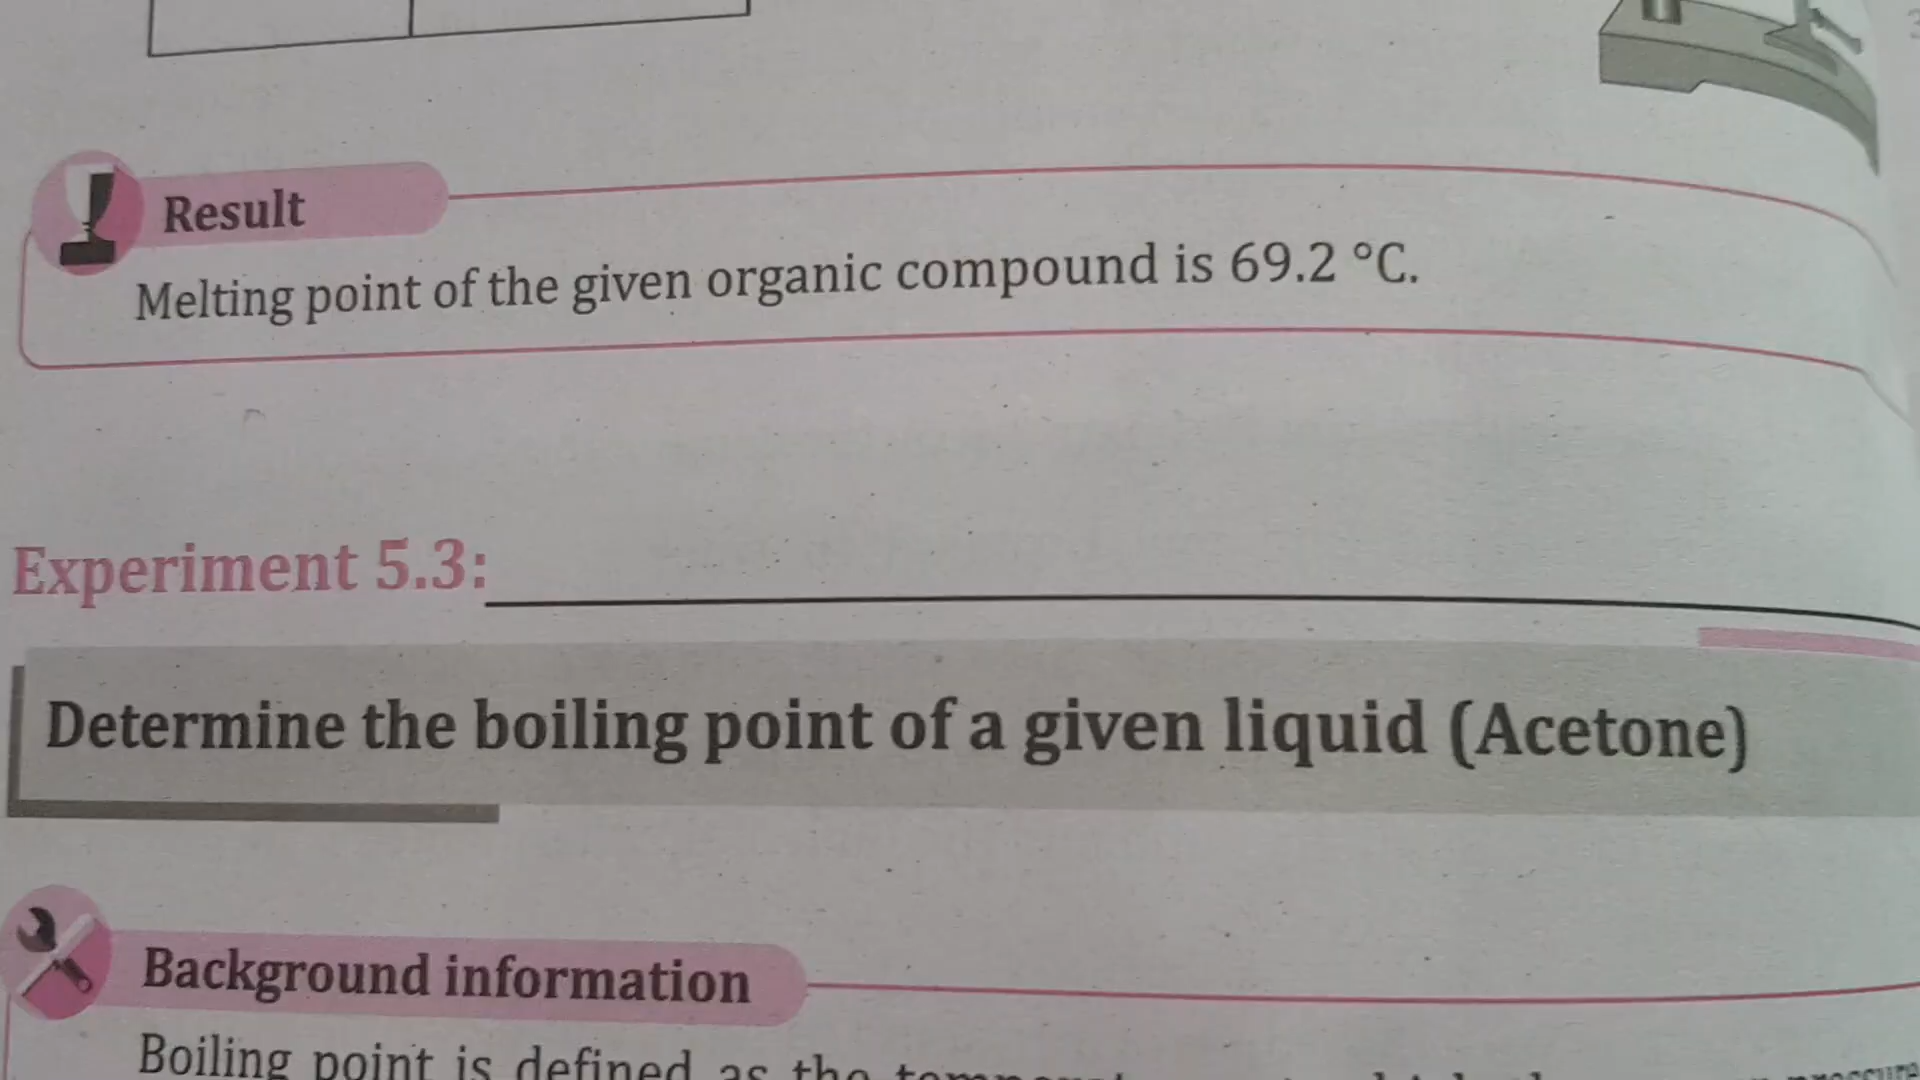 Result
Melting point of the given organic compound is 69.2 °C.
Experiment 5.3:
Determine the boiling point of a given liquid (Acetone)
Background information
Boiling point is defined as the